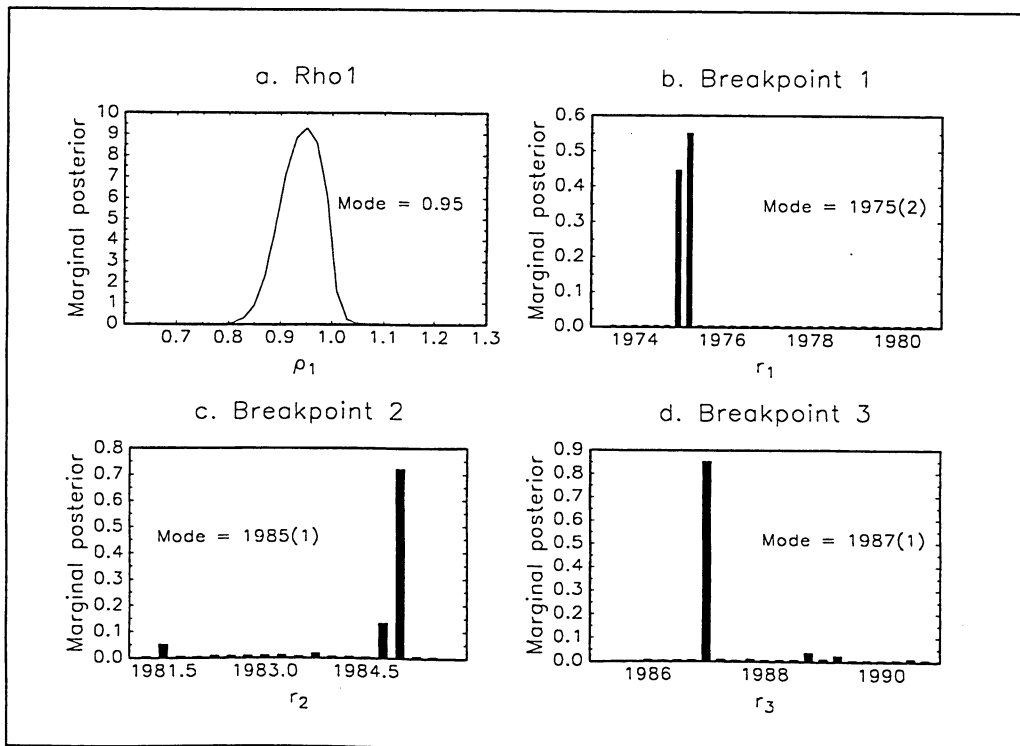 a. Rho1
Marginal posterior
10
9
8
7
6
5
4
3
2
1
0
Mode = 0.95
0.7 0.8 0.9 1.0 1.1 1.2 1.3
ρ1
b. Breakpoint 1
Marginal posterior
0.6
0.5
0.4
0.3
0.2
0.1
0.0
Mode = 1975(2)
1974 1976 1978 1980
r1
c. Breakpoint 2
Marginal posterior
0.8
0.7
0.6
0.5
0.4
0.3
0.2
0.1
0.0
Mode = 1985(1)
1981.5 1983.0 1984.5
r2
d. Breakpoint 3
Marginal posterior
0.9
0.8
0.7
0.6
0.5
0.4
0.3
0.2
0.1
0.0
Mode = 1987(1)
1986 1988 1990
r3